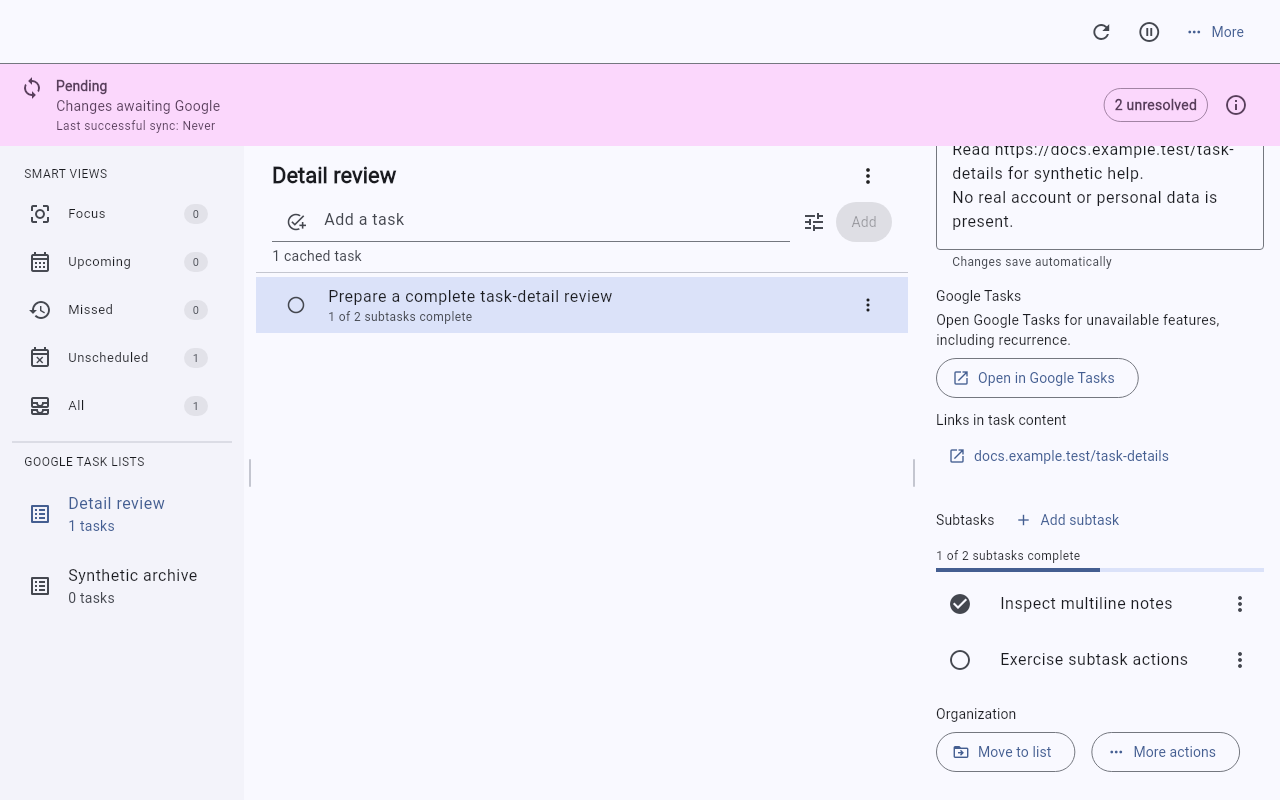 More
Pending
Changes awaiting Google
Last successful sync: Never
2 unresolved
SMART VIEWS
Focus
0
Upcoming
0
Missed
0
Unscheduled
1
All
1
GOOGLE TASK LISTS
Detail review
1 tasks
Synthetic archive
0 tasks
Detail review
Add a task
Add
1 cached task
Prepare a complete task-detail review
1 of 2 subtasks complete
Read https://docs.example.test/task-
details for synthetic help.
No real account or personal data is
present.
Changes save automatically
Google Tasks
Open Google Tasks for unavailable features,
including recurrence.
Open in Google Tasks
Links in task content
docs.example.test/task-details
Subtasks
Add subtask
1 of 2 subtasks complete
Inspect multiline notes
Exercise subtask actions
Organization
Move to list
More actions